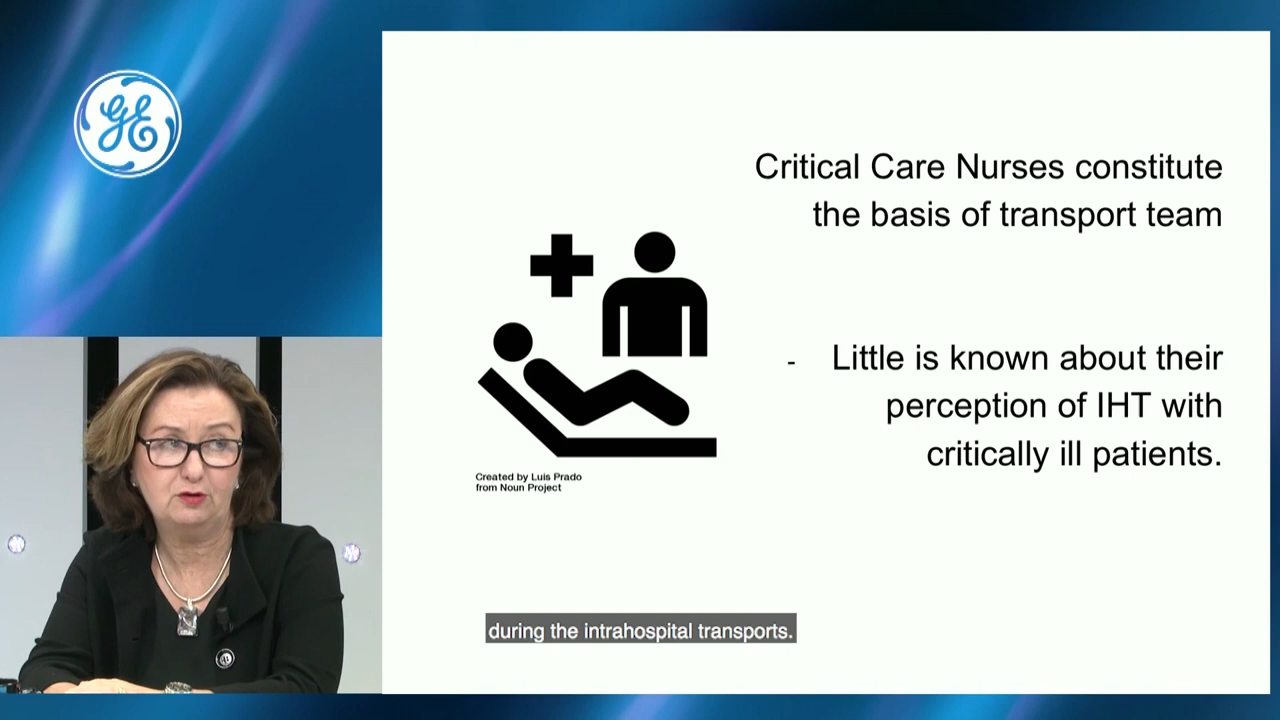 GE
Critical Care Nurses constitute
the basis of transport team
- Little is known about their
perception of IHT with
critically ill patients.
Created by Luis Prado
from Noun Project
during the intrahospital transports.